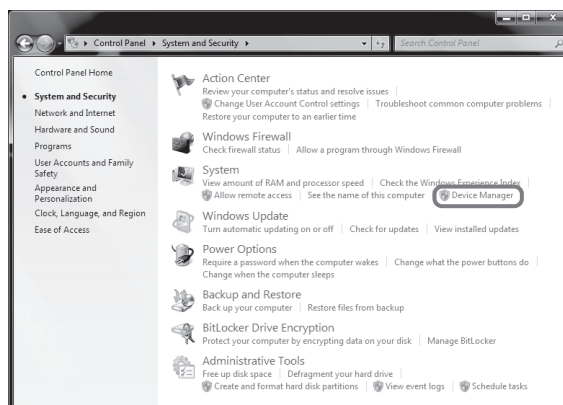 Control Panel ▸ System and Security ▸
Search Control Panel
Control Panel Home
System and Security
Network and Internet
Hardware and Sound
Programs
User Accounts and Family
Safety
Appearance and
Personalization
Clock, Language, and Region
Ease of Access
Action Center
Review your computer's status and resolve issues
Change User Account Control settings | Troubleshoot common computer problems
Restore your computer to an earlier time
Windows Firewall
Check firewall status | Allow a program through Windows Firewall
System
View amount of RAM and processor speed | Check the Windows Experience Index
Allow remote access | See the name of this computer | Device Manager
Windows Update
Turn automatic updating on or off | Check for updates | View installed updates
Power Options
Require a password when the computer wakes | Change what the power buttons do
Change when the computer sleeps
Backup and Restore
Back up your computer | Restore files from backup
BitLocker Drive Encryption
Protect your computer by encrypting data on your disk | Manage BitLocker
Administrative Tools
Free up disk space | Defragment your hard drive
Create and format hard disk partitions | View event logs | Schedule tasks